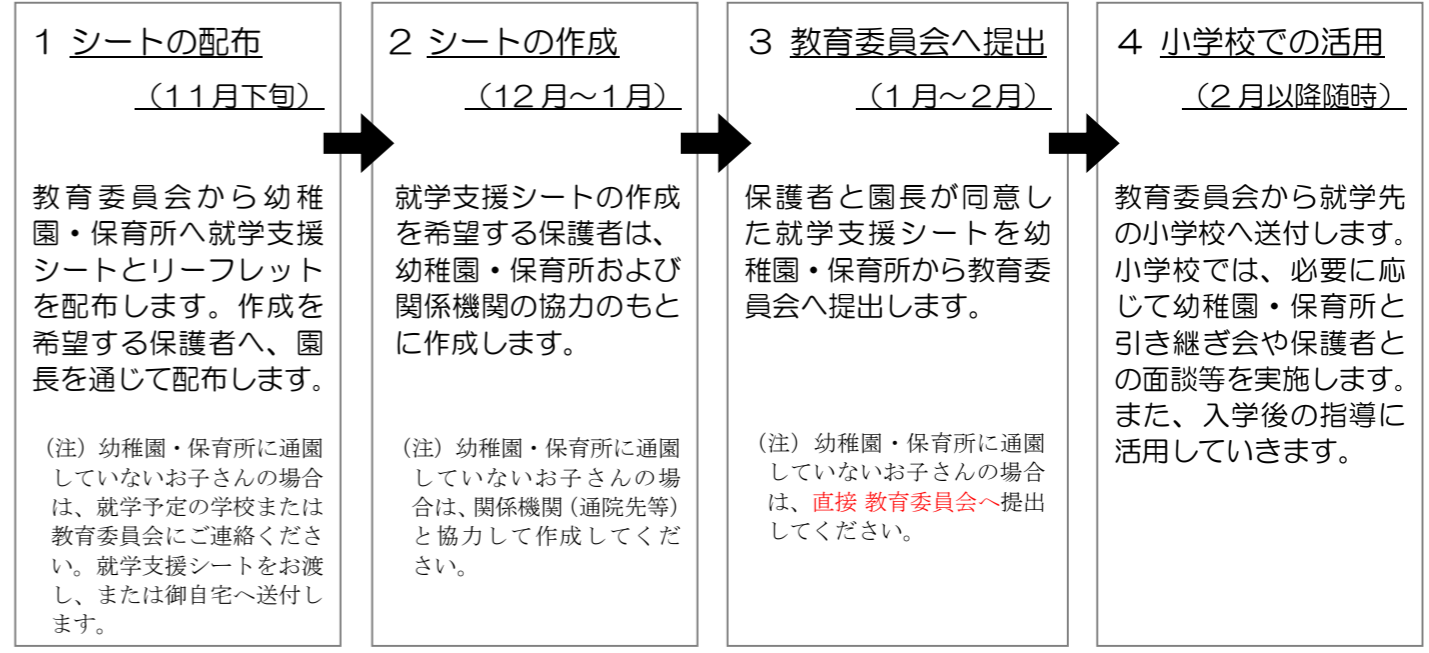 1 シートの配布
（11月下旬）
教育委員会から幼稚
園・保育所へ就学支援
シートとリーフレット
を配布します。作成を
希望する保護者へ、園
長を通じて配布します。
（注）幼稚園・保育所に通園
していないお子さんの場合
は、就学予定の学校または
教育委員会にご連絡くださ
い。就学支援シートをお渡
し、または御自宅へ送付し
ます。
2 シートの作成
（12月～1月）
就学支援シートの作成
を希望する保護者は、
幼稚園・保育所および
関係機関の協力のもと
に作成します。
（注）幼稚園・保育所に通園
していないお子さんの場
合は、関係機関（通院先等）
と協力して作成してくだ
さい。
3 教育委員会へ提出
（1月～2月）
保護者と園長が同意し
た就学支援シートを幼
稚園・保育所から教育委
員会へ提出します。
（注）幼稚園・保育所に通園
していないお子さんの場合
は、直接 教育委員会へ提出
してください。
4 小学校での活用
（2月以降随時）
教育委員会から就学先
の小学校へ送付します。
小学校では、必要に応
じて幼稚園・保育所と
引き継ぎ会や保護者と
の面談等を実施します。
また、入学後の指導に
活用していきます。